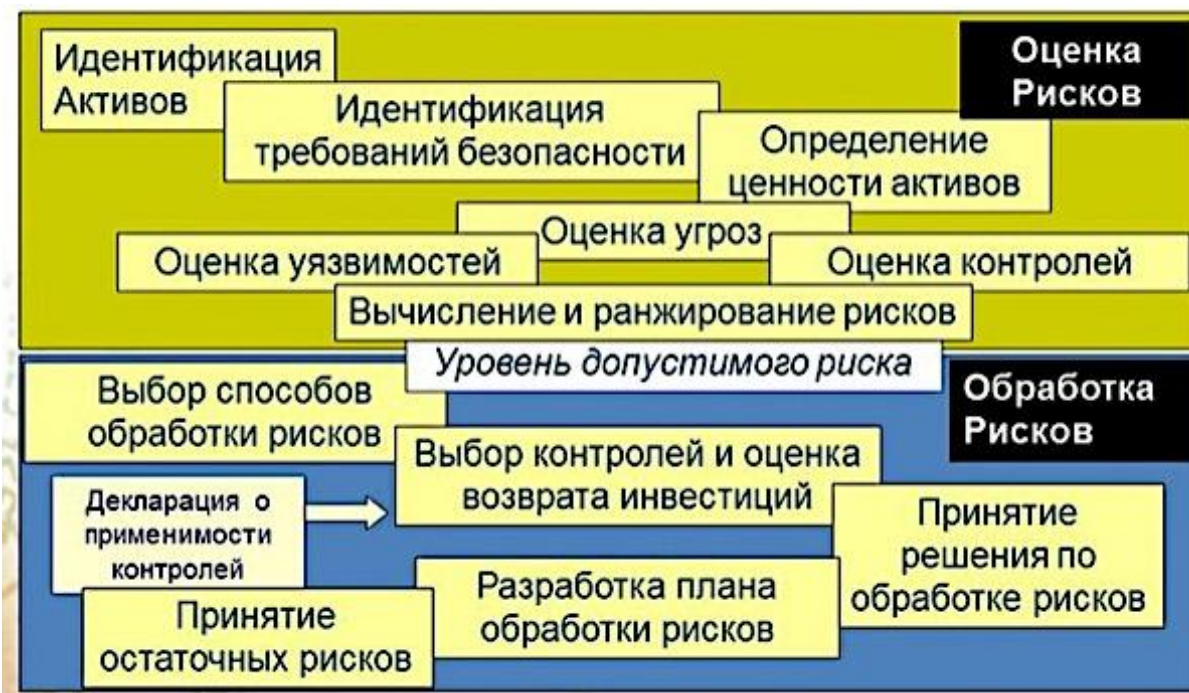 Оценка
Рисков
Идентификация
Активов
Идентификация
требований безопасности
Определение
ценности активов
Оценка угроз
Оценка уязвимостей
Оценка контролей
Вычисление и ранжирование рисков
Уровень допустимого риска
Обработка
Рисков
Выбор способов
обработки рисков
Выбор контролей и оценка
возврата инвестиций
Декларация о
применимости
контролей
Принятие
решения по
обработке рисков
Разработка плана
обработки рисков
Принятие
остаточных рисков